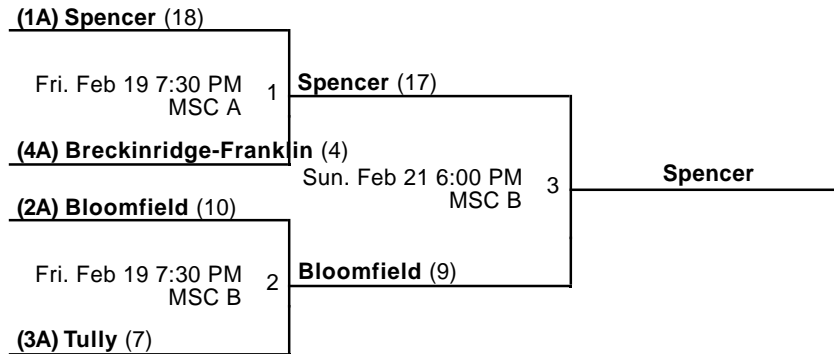 (1A) Spencer (18)
Fri. Feb 19 7:30 PM
MSC A
1
Spencer (17)
(4A) Breckinridge-Franklin (4)
Sun. Feb 21 6:00 PM
MSC B
3
Spencer
(2A) Bloomfield (10)
Fri. Feb 19 7:30 PM
MSC B
2
Bloomfield (9)
(3A) Tully (7)